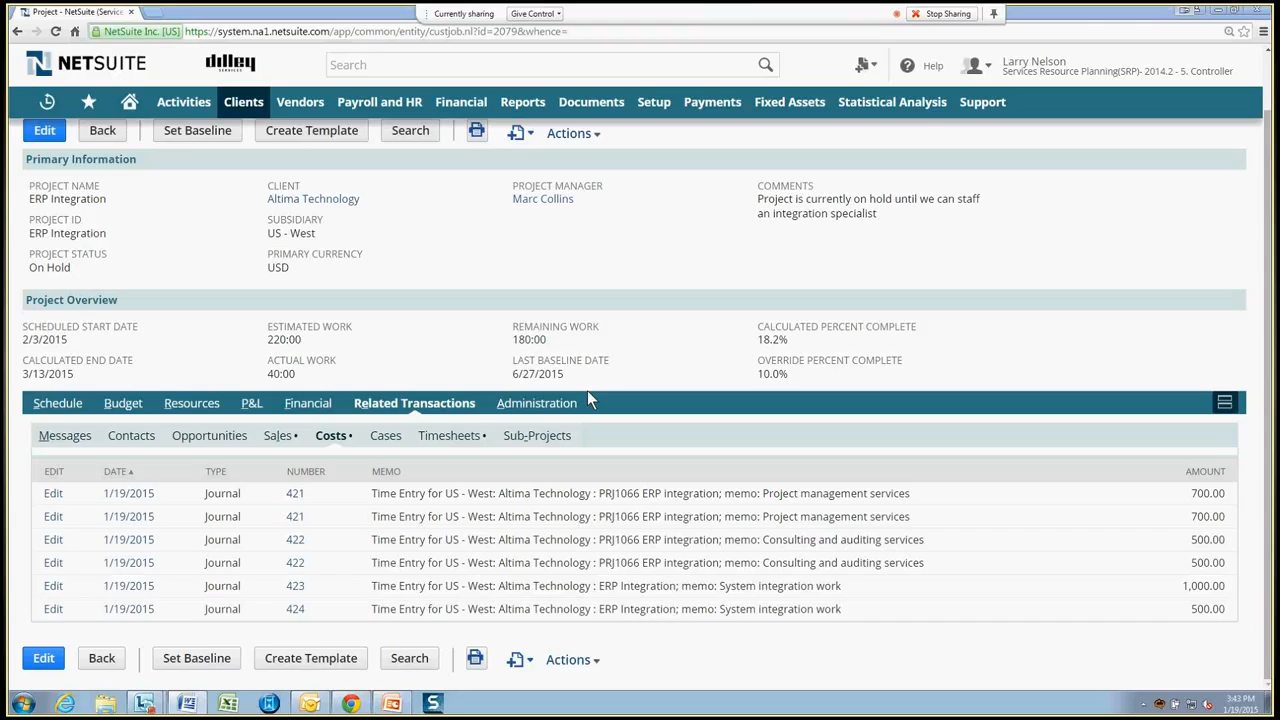 Project - NetSuite (Service
Currently sharing
Give Control
Stop Sharing
NetSuite Inc. [US]
https://system.na1.netsuite.com/app/common/entity/custjob.nl?id=2079&whence=
NETSUITE
dilley
SERVICES
Search
Help
Larry Nelson
Services Resource Planning(SRP)- 2014.2 - 5. Controller
Activities
Clients
Vendors
Payroll and HR
Financial
Reports
Documents
Setup
Payments
Fixed Assets
Statistical Analysis
Support
Edit
Back
Set Baseline
Create Template
Search
Actions
Primary Information
PROJECT NAME
ERP Integration
PROJECT ID
ERP Integration
PROJECT STATUS
On Hold
CLIENT
Altima Technology
SUBSIDIARY
US - West
PRIMARY CURRENCY
USD
PROJECT MANAGER
Marc Collins
COMMENTS
Project is currently on hold until we can staff
an integration specialist
Project Overview
SCHEDULED START DATE
2/3/2015
CALCULATED END DATE
3/13/2015
ESTIMATED WORK
220:00
ACTUAL WORK
40:00
REMAINING WORK
180:00
LAST BASELINE DATE
6/27/2015
CALCULATED PERCENT COMPLETE
18.2%
OVERRIDE PERCENT COMPLETE
10.0%
Schedule
Budget
Resources
P&L
Financial
Related Transactions
Administration
Messages
Contacts
Opportunities
Sales •
Costs •
Cases
Timesheets •
Sub-Projects
EDIT DATE TYPE NUMBER MEMO AMOUNT
Edit 1/19/2015 Journal 421 Time Entry for US - West: Altima Technology : PRJ1066 ERP integration; memo: Project management services 700.00
Edit 1/19/2015 Journal 421 Time Entry for US - West: Altima Technology : PRJ1066 ERP integration; memo: Project management services 700.00
Edit 1/19/2015 Journal 422 Time Entry for US - West: Altima Technology : PRJ1066 ERP integration; memo: Consulting and auditing services 500.00
Edit 1/19/2015 Journal 422 Time Entry for US - West: Altima Technology : PRJ1066 ERP integration; memo: Consulting and auditing services 500.00
Edit 1/19/2015 Journal 423 Time Entry for US - West: Altima Technology : ERP Integration; memo: System integration work 1,000.00
Edit 1/19/2015 Journal 424 Time Entry for US - West: Altima Technology : ERP Integration; memo: System integration work 500.00
Edit
Back
Set Baseline
Create Template
Search
Actions
3:43 PM
1/19/2015